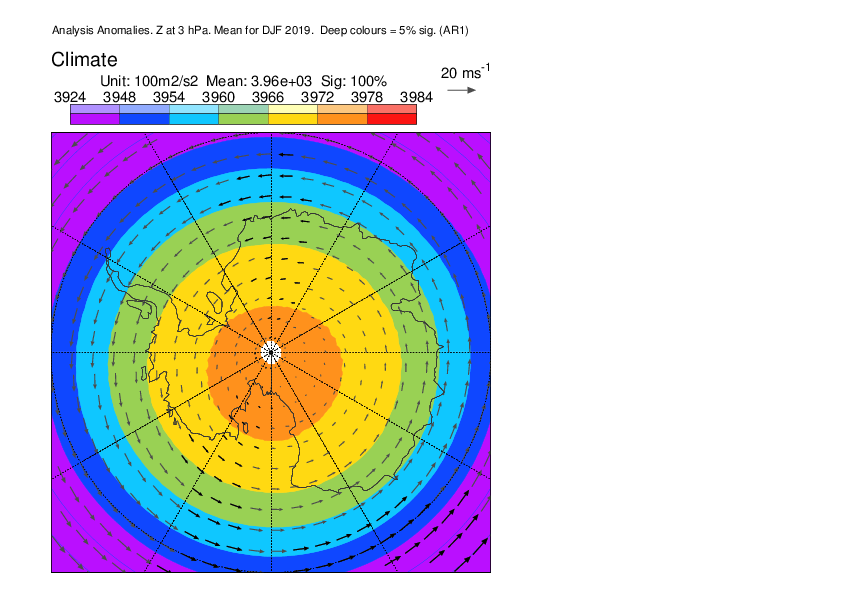 Analysis Anomalies. Z at 3 hPa. Mean for DJF 2019.  Deep colours = 5% sig. (AR1)
Climate
20 ms-1
Unit: 100m2/s2  Mean: 3.96e+03  Sig: 100%
3924 3948 3954 3960 3966 3972 3978 3984